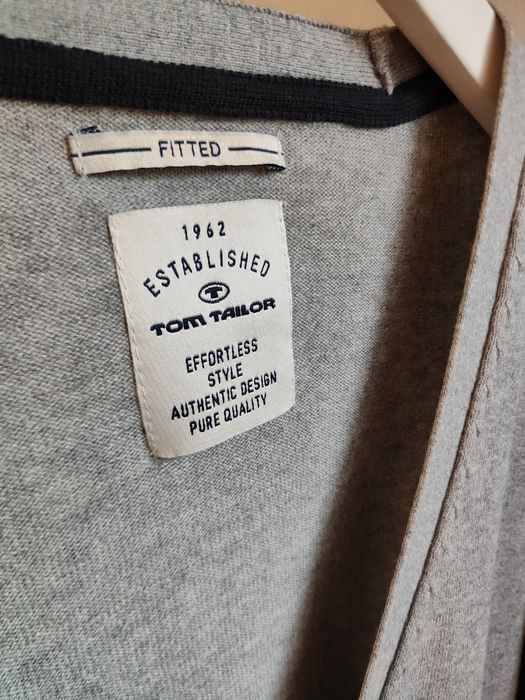 FITTED
1962
ESTABLISHED
T
TOM TAILOR
EFFORTLESS
STYLE
AUTHENTIC DESIGN
PURE QUALITY